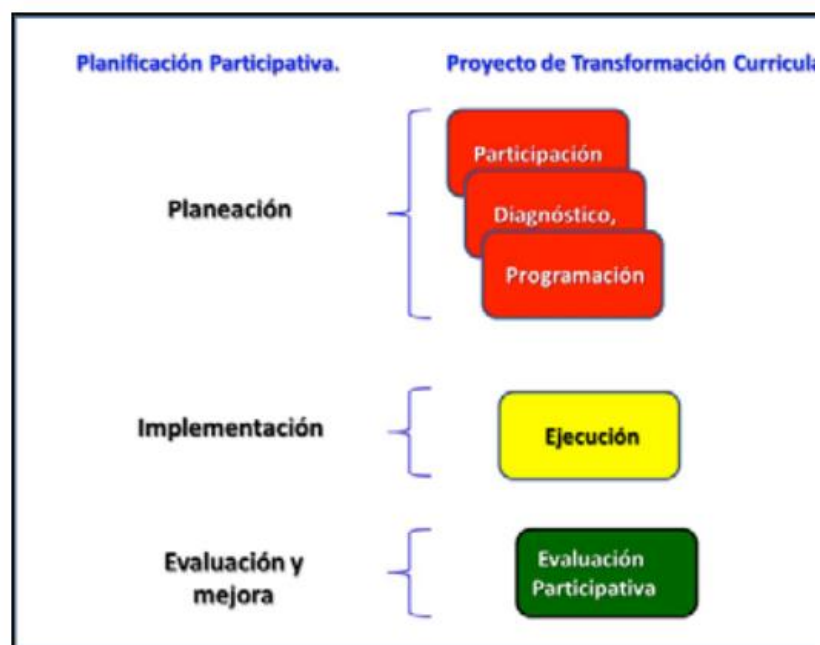 Planificación Participativa.
Proyecto de Transformación Curricula
Planeación
Participación
Diagnóstico,
Programación
Implementación
Ejecución
Evaluación y
mejora
Evaluación
Participativa